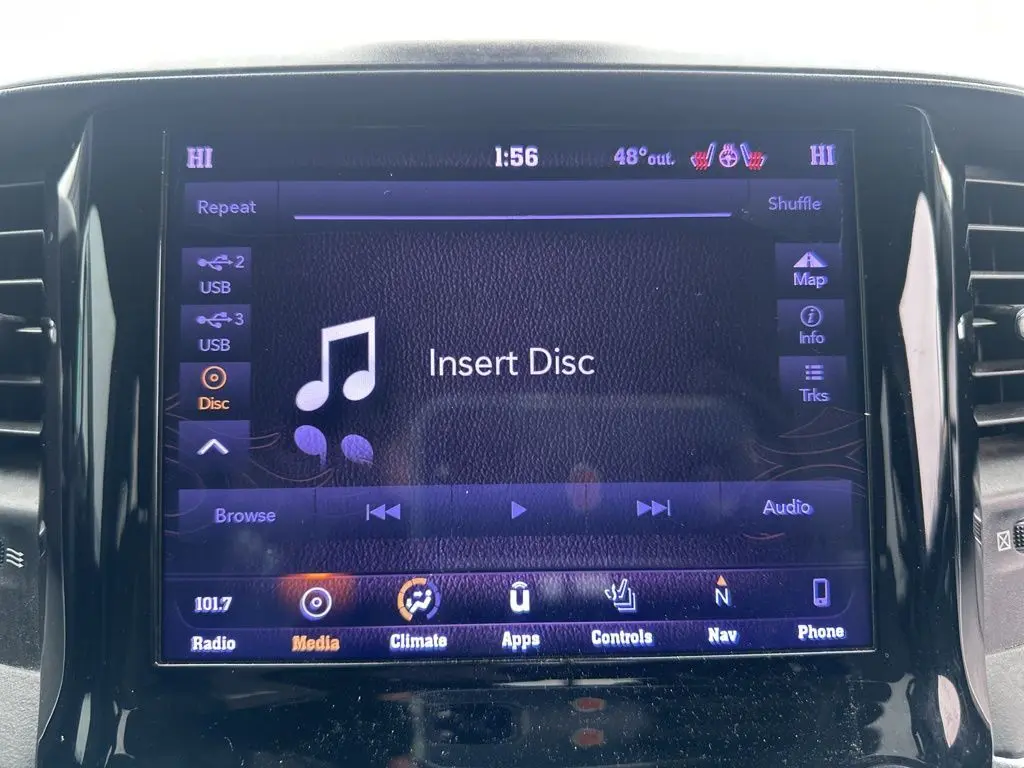 HI 1:56 48°out. HI
Repeat
Shuffle
2
USB
3
USB
Disc
Insert Disc
Map
i
Info
Trks
Browse
Audio
101.7
Radio
Media
Climate
u
Apps
Controls
N
Nav
Phone